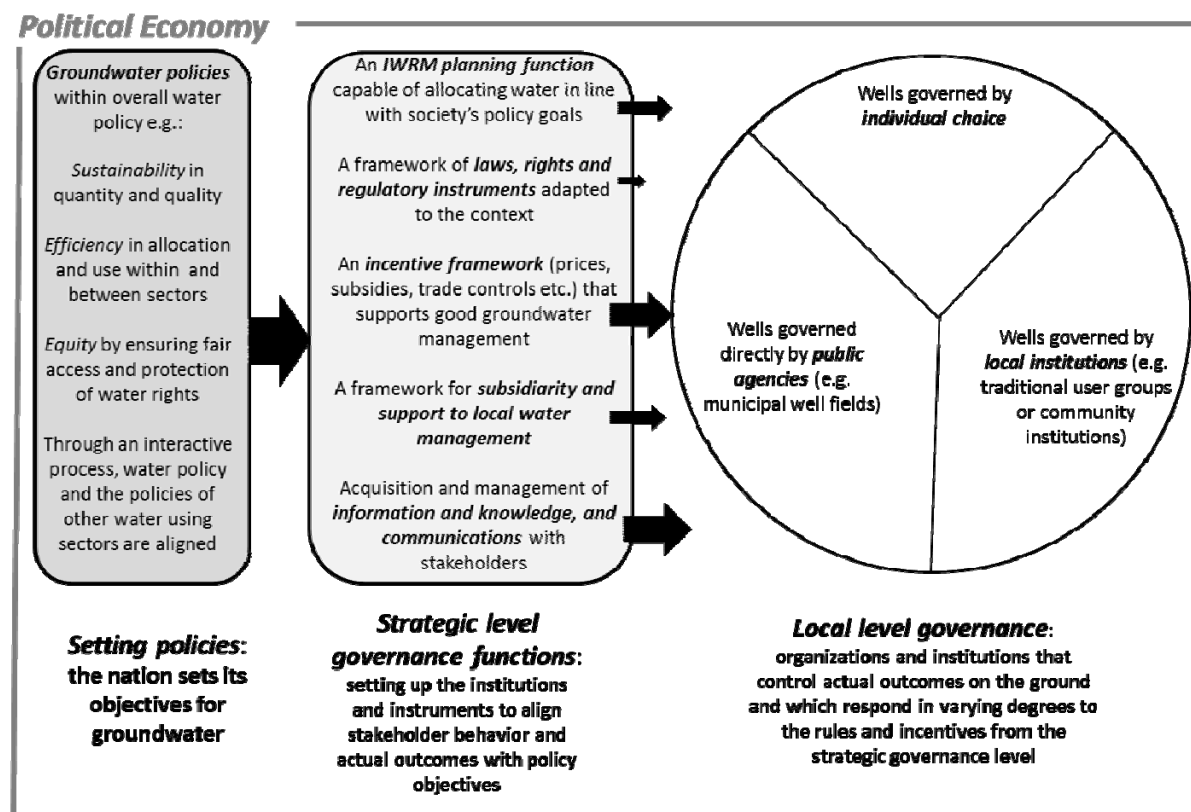 Political Economy
Groundwater policies
within overall water
policy e.g.:
Sustainability in
quantity and quality
Efficiency in allocation
and use within and
between sectors
Equity by ensuring fair
access and protection
of water rights
Through an interactive
process, water policy
and the policies of
other water using
sectors are aligned
An IWRM planning function
capable of allocating water in line
with society's policy goals
A framework of laws, rights and
regulatory instruments adapted
to the context
An incentive framework (prices,
subsidies, trade controls etc.) that
supports good groundwater
management
A framework for subsidiarity and
support to local water
management
Acquisition and management of
information and knowledge, and
communications with
stakeholders
Wells governed by
individual choice
Wells governed
directly by public
agencies (e.g.
municipal well fields)
Wells governed by
local institutions (e.g.
traditional user groups
or community
institutions)
Setting policies:
the nation sets its
objectives for
groundwater
Strategic level
governance functions:
setting up the institutions
and instruments to align
stakeholder behavior and
actual outcomes with policy
objectives
Local level governance:
organizations and institutions that
control actual outcomes on the ground
and which respond in varying degrees to
the rules and incentives from the
strategic governance level